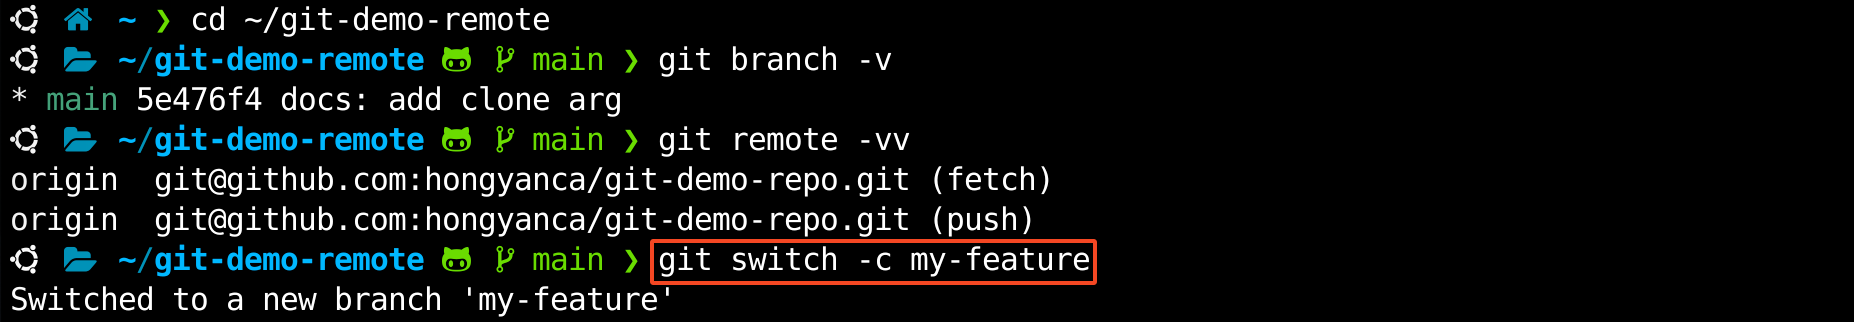 ~ ❯ cd ~/git-demo-remote
~/git-demo-remote main ❯ git branch -v
* main 5e476f4 docs: add clone arg
~/git-demo-remote main ❯ git remote -vv
origin  git@github.com:hongyanca/git-demo-repo.git (fetch)
origin  git@github.com:hongyanca/git-demo-repo.git (push)
~/git-demo-remote main ❯ git switch -c my-feature
Switched to a new branch 'my-feature'